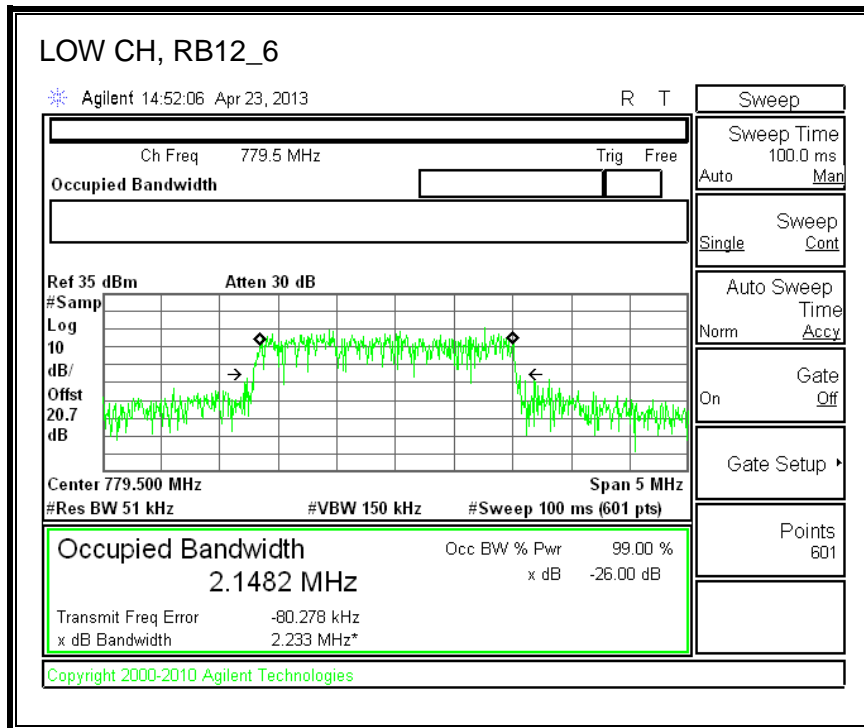 LOW CH, RB12_6
Agilent 14:52:06 Apr 23, 2013 R T
Ch Freq 779.5 MHz Trig Free
Occupied Bandwidth
Ref 35 dBm Atten 30 dB
#Samp
Log
10
dB/
Offst
20.7
dB
Center 779.500 MHz Span 5 MHz
#Res BW 51 kHz #VBW 150 kHz #Sweep 100 ms (601 pts)
Occupied Bandwidth Occ BW % Pwr 99.00 %
2.1482 MHz x dB -26.00 dB
Transmit Freq Error -80.278 kHz
x dB Bandwidth 2.233 MHz*
Copyright 2000-2010 Agilent Technologies
Sweep
Sweep Time
100.0 ms
Auto Man
Sweep
Single Cont
Auto Sweep
Time
Norm Accy
Gate
On Off
Gate Setup
Points
601